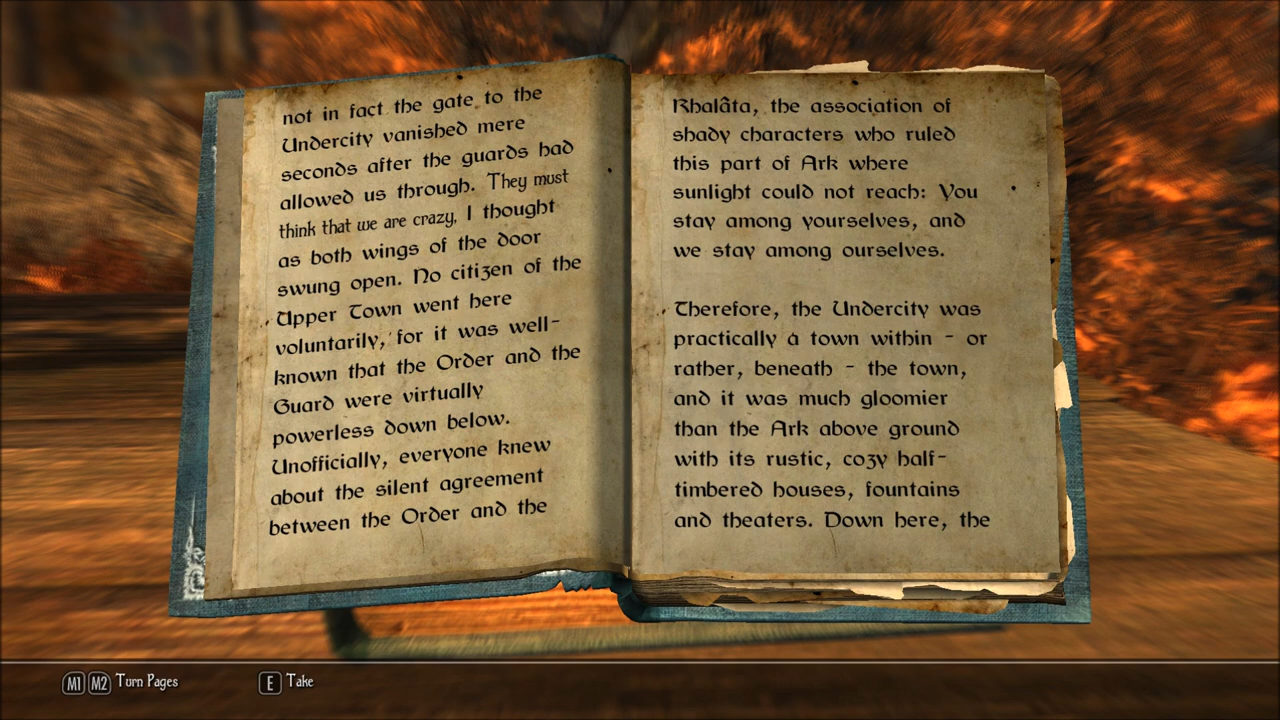 not in fact the gate to the
Undercity vanished mere
seconds after the guards had
allowed us through. They must
think that we are crazy, I thought
as both wings of the door
swung open. No citizen of the
Upper Town went here
voluntarily, for it was well-
known that the Order and the
Guard were virtually
powerless down below.
Unofficially, everyone knew
about the silent agreement
between the Order and the
Rhalâta, the association of
shady characters who ruled
this part of Ark where
sunlight could not reach: You
stay among yourselves, and
we stay among ourselves.
Therefore, the Undercity was
practically a town within - or
rather, beneath - the town,
and it was much gloomier
than the Ark above ground
with its rustic, cozy half-
timbered houses, fountains
and theaters. Down here, the
M1 M2 Turn Pages E Take